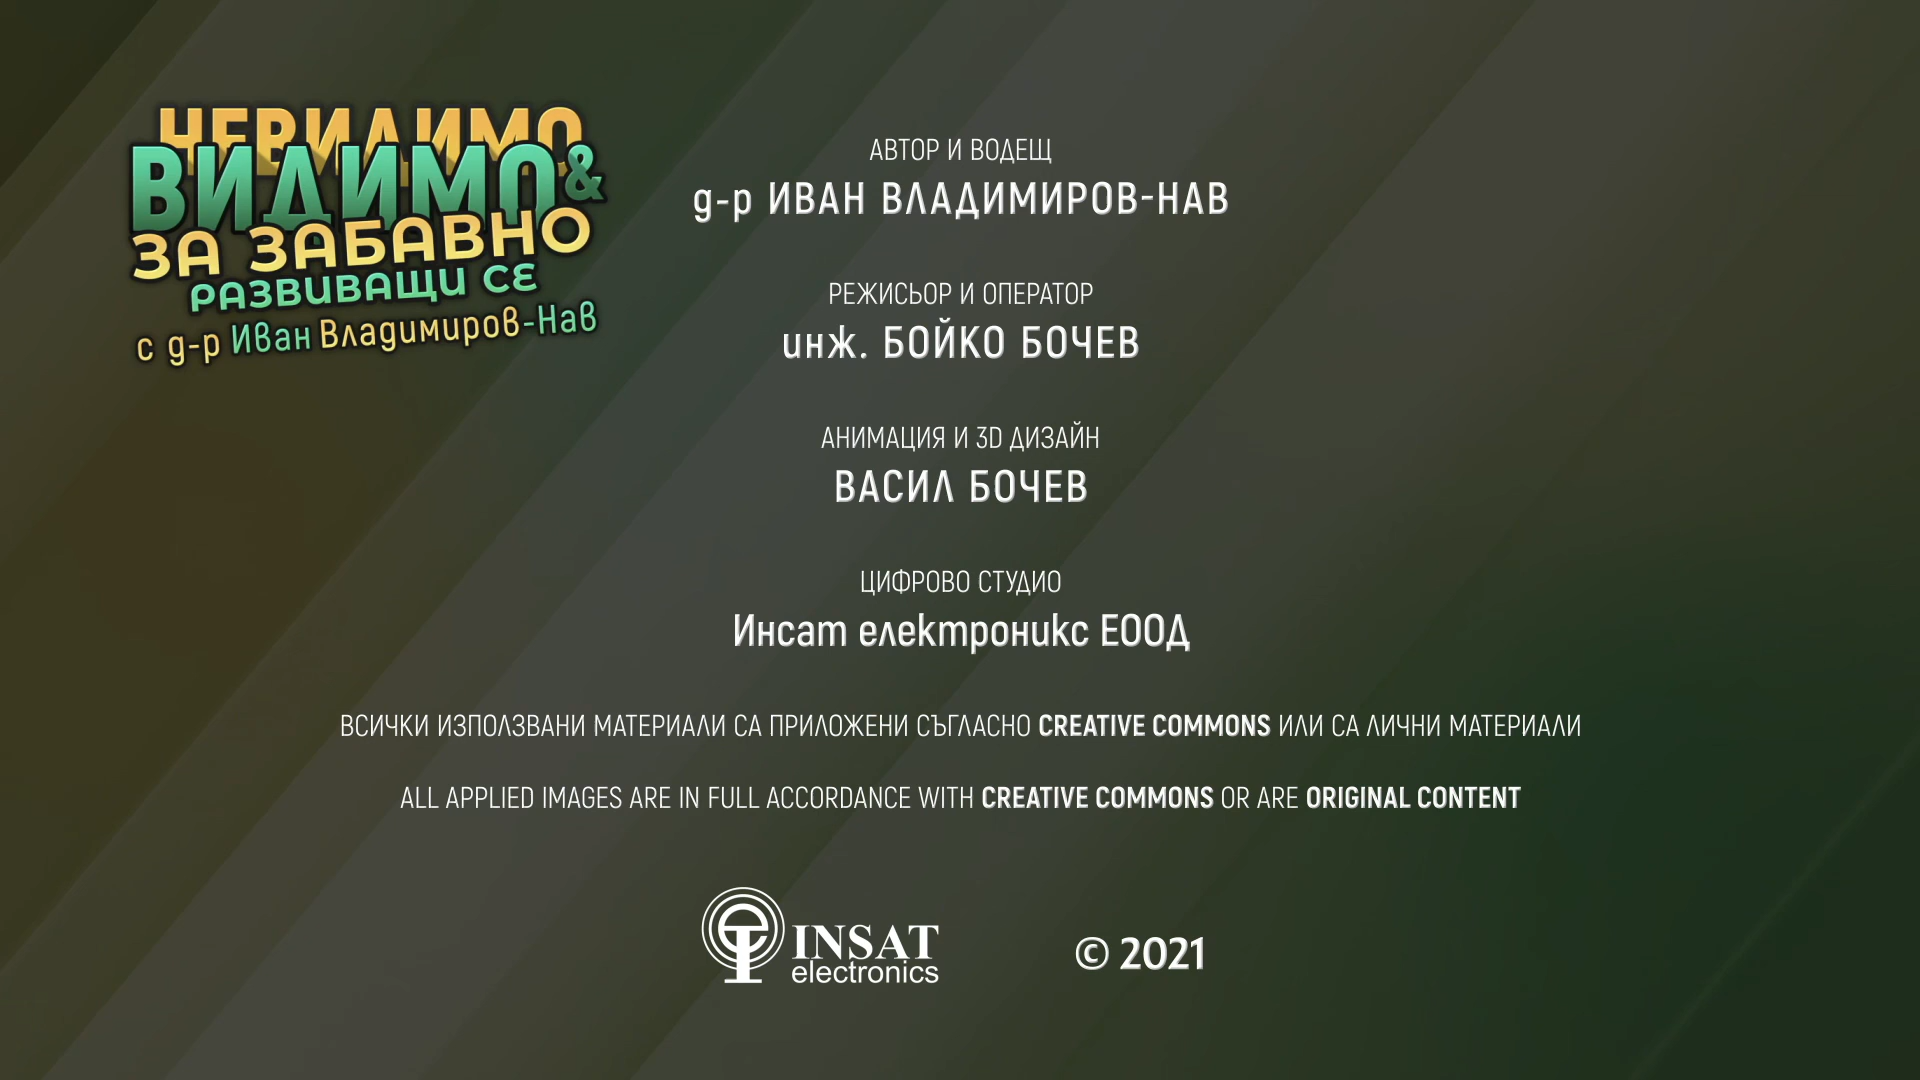 НЕВИДИМО
ВИДИМО &
ЗА ЗАБАВНО
РАЗВИВАЩИ СЕ
с д-р Иван Владимиров-Нав
АВТОР И ВОДЕЩ
д-р ИВАН ВЛАДИМИРОВ-НАВ
РЕЖИСЬОР И ОПЕРАТОР
инж. БОЙКО БОЧЕВ
АНИМАЦИЯ И 3D ДИЗАЙН
ВАСИЛ БОЧЕВ
ЦИФРОВО СТУДИО
Инсат електроникс ЕООД
ВСИЧКИ ИЗПОЛЗВАНИ МАТЕРИАЛИ СА ПРИЛОЖЕНИ СЪГЛАСНО CREATIVE COMMONS ИЛИ СА ЛИЧНИ МАТЕРИАЛИ
ALL APPLIED IMAGES ARE IN FULL ACCORDANCE WITH CREATIVE COMMONS OR ARE ORIGINAL CONTENT
INSAT
electronics
© 2021